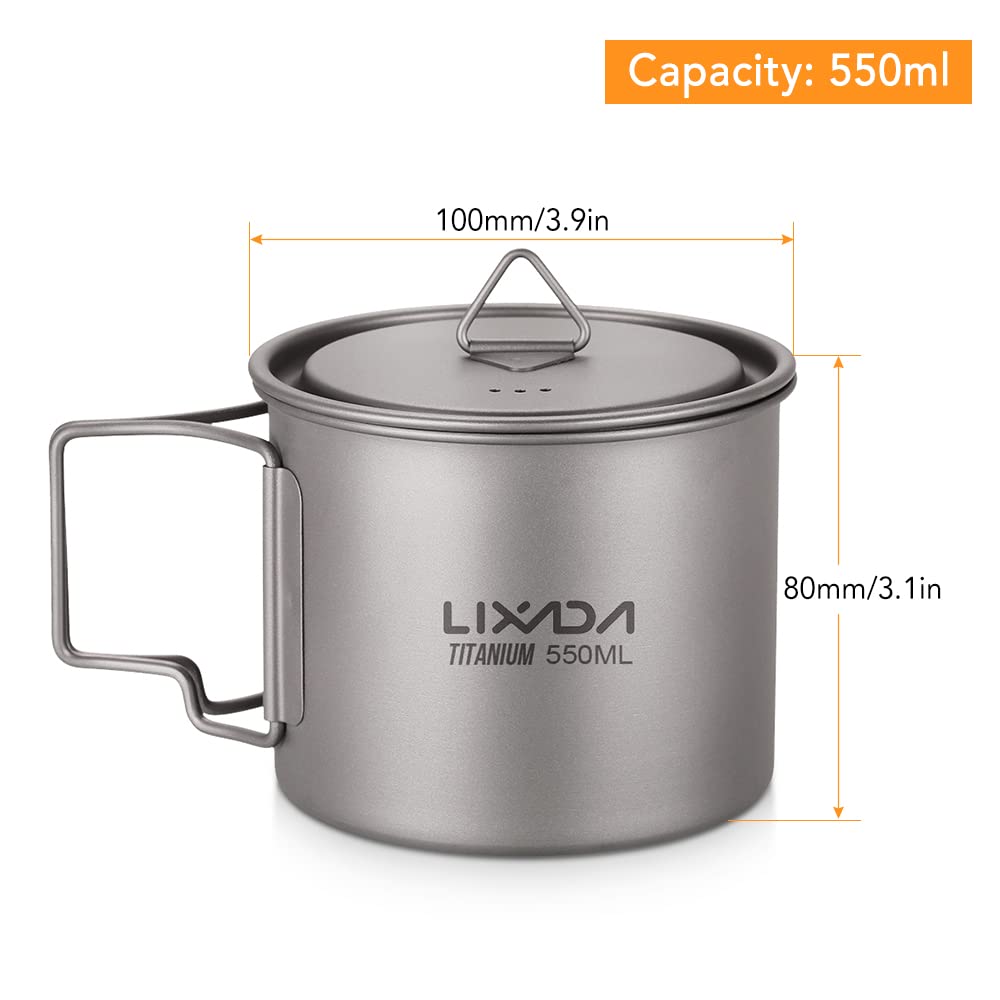 Capacity: 550ml
100mm/3.9in
80mm/3.1in
LIXADA
TITANIUM 550ML